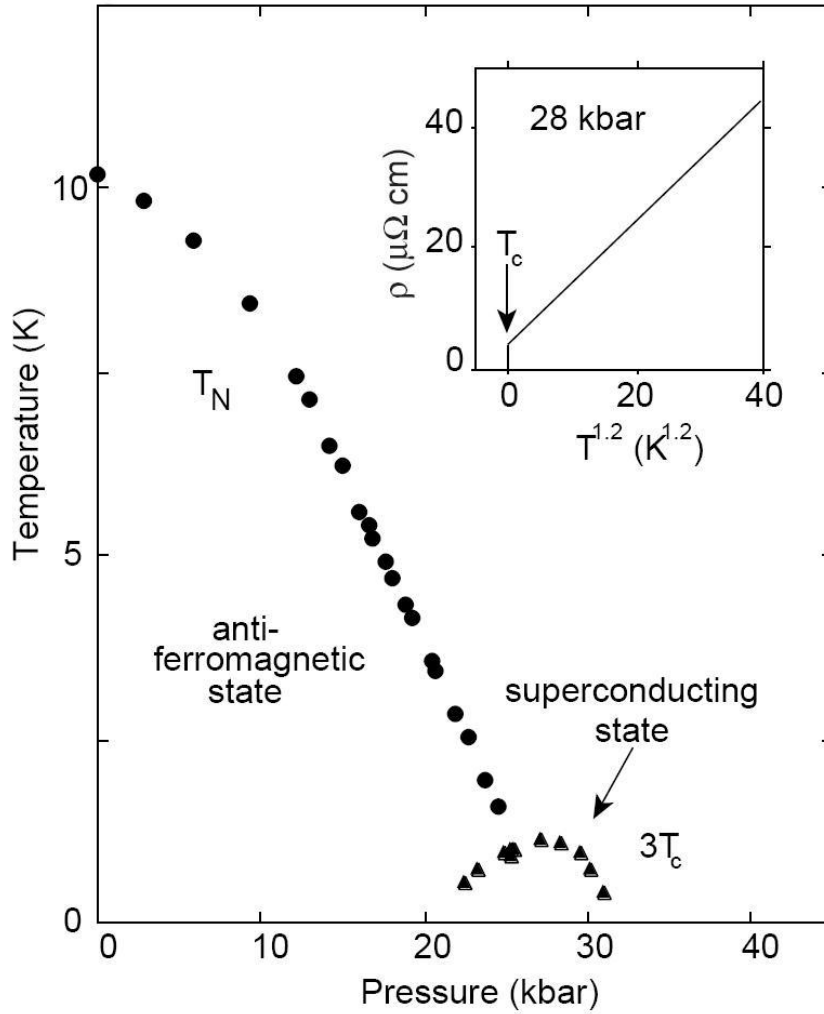 Temperature (K)
10
5
0
T_N
anti-
ferromagnetic
state
superconducting
state
3T_c
0 10 20 30 40
Pressure (kbar)
28 kbar
ρ (μΩ cm)
40
20
0
T_c
0 20 40
T^1.2 (K^1.2)